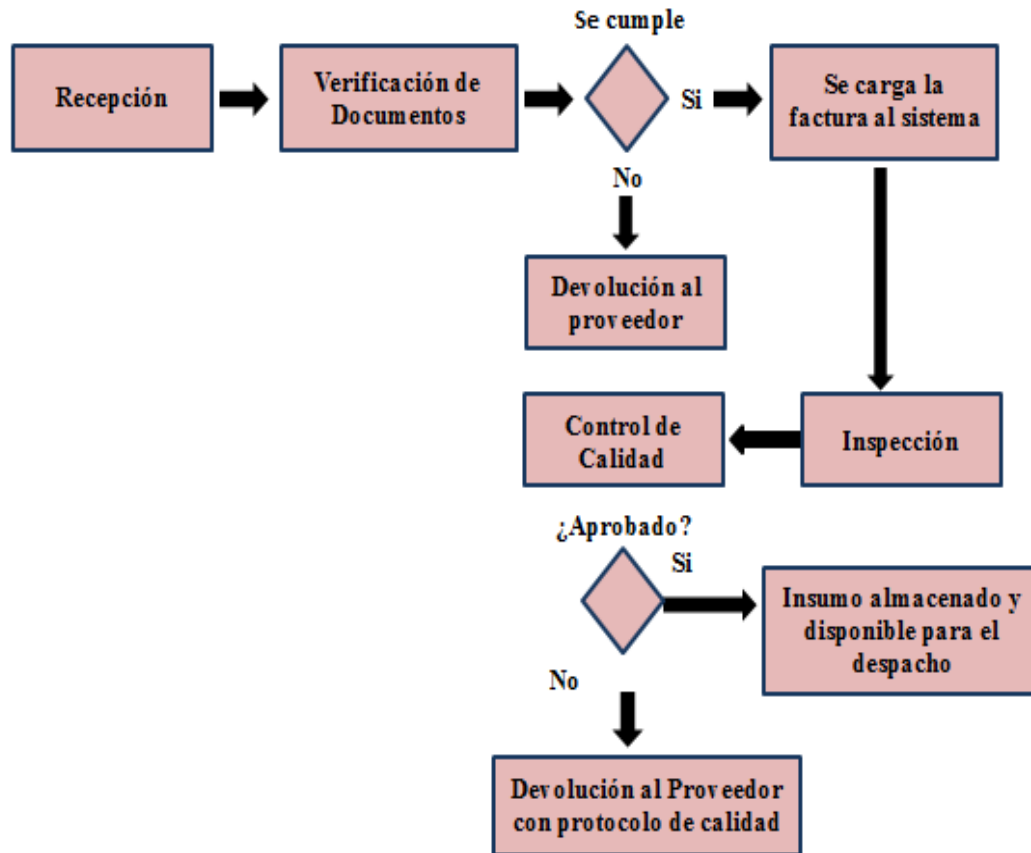 Se cumple
Recepción
Verificación de
Documentos
Si
Se carga la
factura al sistema
No
Devolución al
proveedor
Control de
Calidad
Inspección
¿Aprobado?
Si
Insumo almacenado y
disponible para el
despacho
No
Devolución al Proveedor
con protocolo de calidad